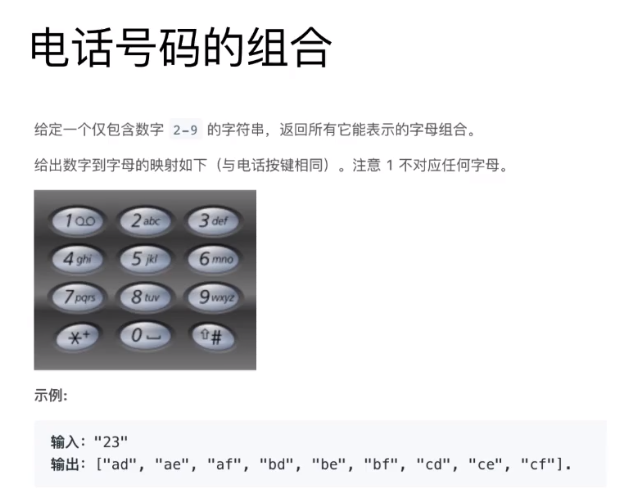 电话号码的组合
给定一个仅包含数字 2-9 的字符串，返回所有它能表示的字母组合。
给出数字到字母的映射如下（与电话按键相同）。注意 1 不对应任何字母。
1 2 abc 3 def
4 ghi 5 jkl 6 mno
7 pqrs 8 tuv 9 wxyz
*+ 0 ⇧#
示例:
输入："23"
输出：["ad", "ae", "af", "bd", "be", "bf", "cd", "ce", "cf"].